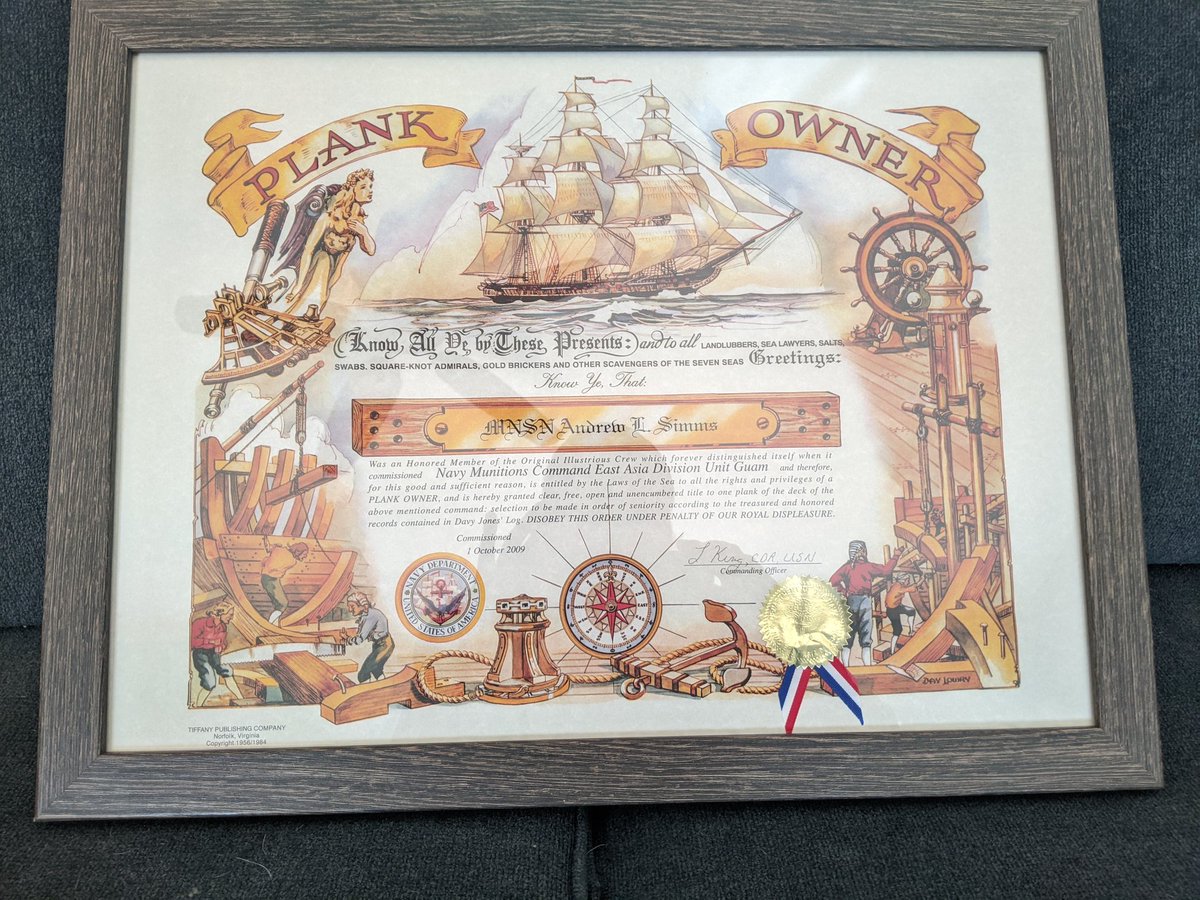 PLANK OWNER
Know All Ye by These Presents: and to all LANDLUBBERS, SEA LAWYERS, SALTS,
SWABS, SQUARE-KNOT ADMIRALS, GOLD BRICKERS AND OTHER SCAVENGERS OF THE SEVEN SEAS Greetings:
Know Ye, That:
MNSN Andrew L. Simms
Was an Honored Member of the Original Illustrious Crew which forever distinguished itself when it
commissioned Navy Munitions Command East Asia Division Unit Guam and therefore,
for this good and sufficient reason, is entitled by the Laws of the Sea to all the rights and privileges of a
PLANK OWNER, and is hereby granted clear, free, open and unencumbered title to one plank of the deck of the
above mentioned command: selection to be made in order of seniority according to the treasured and honored
records contained in Davy Jones' Log. DISOBEY THIS ORDER UNDER PENALTY OF OUR ROYAL DISPLEASURE.
Commissioned
1 October 2009
L King, CDR, USN
Commanding Officer
NAVY DEPARTMENT
UNITED STATES OF AMERICA
EAST
TIFFANY PUBLISHING COMPANY
Norfolk, Virginia
Copyright 1956/1984